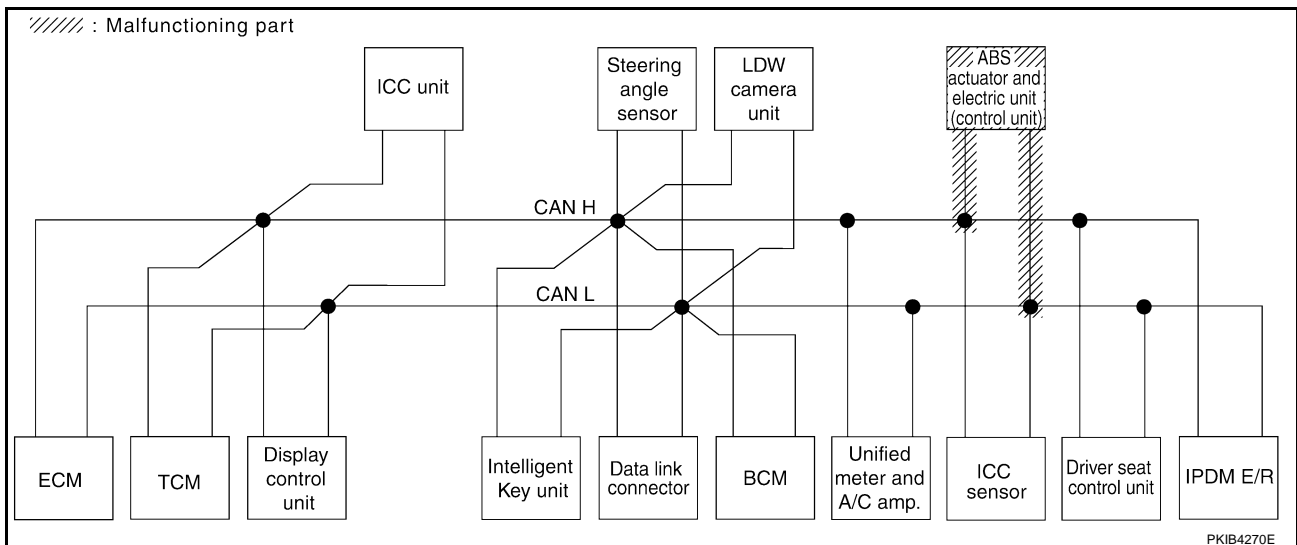 : Malfunctioning part
ICC unit
Steering
angle
sensor
LDW
camera
unit
ABS
actuator and
electric unit
(control unit)
CAN H
CAN L
ECM
TCM
Display
control
unit
Intelligent
Key unit
Data link
connector
BCM
Unified
meter and
A/C amp.
ICC
sensor
Driver seat
control unit
IPDM E/R
PKIB4270E